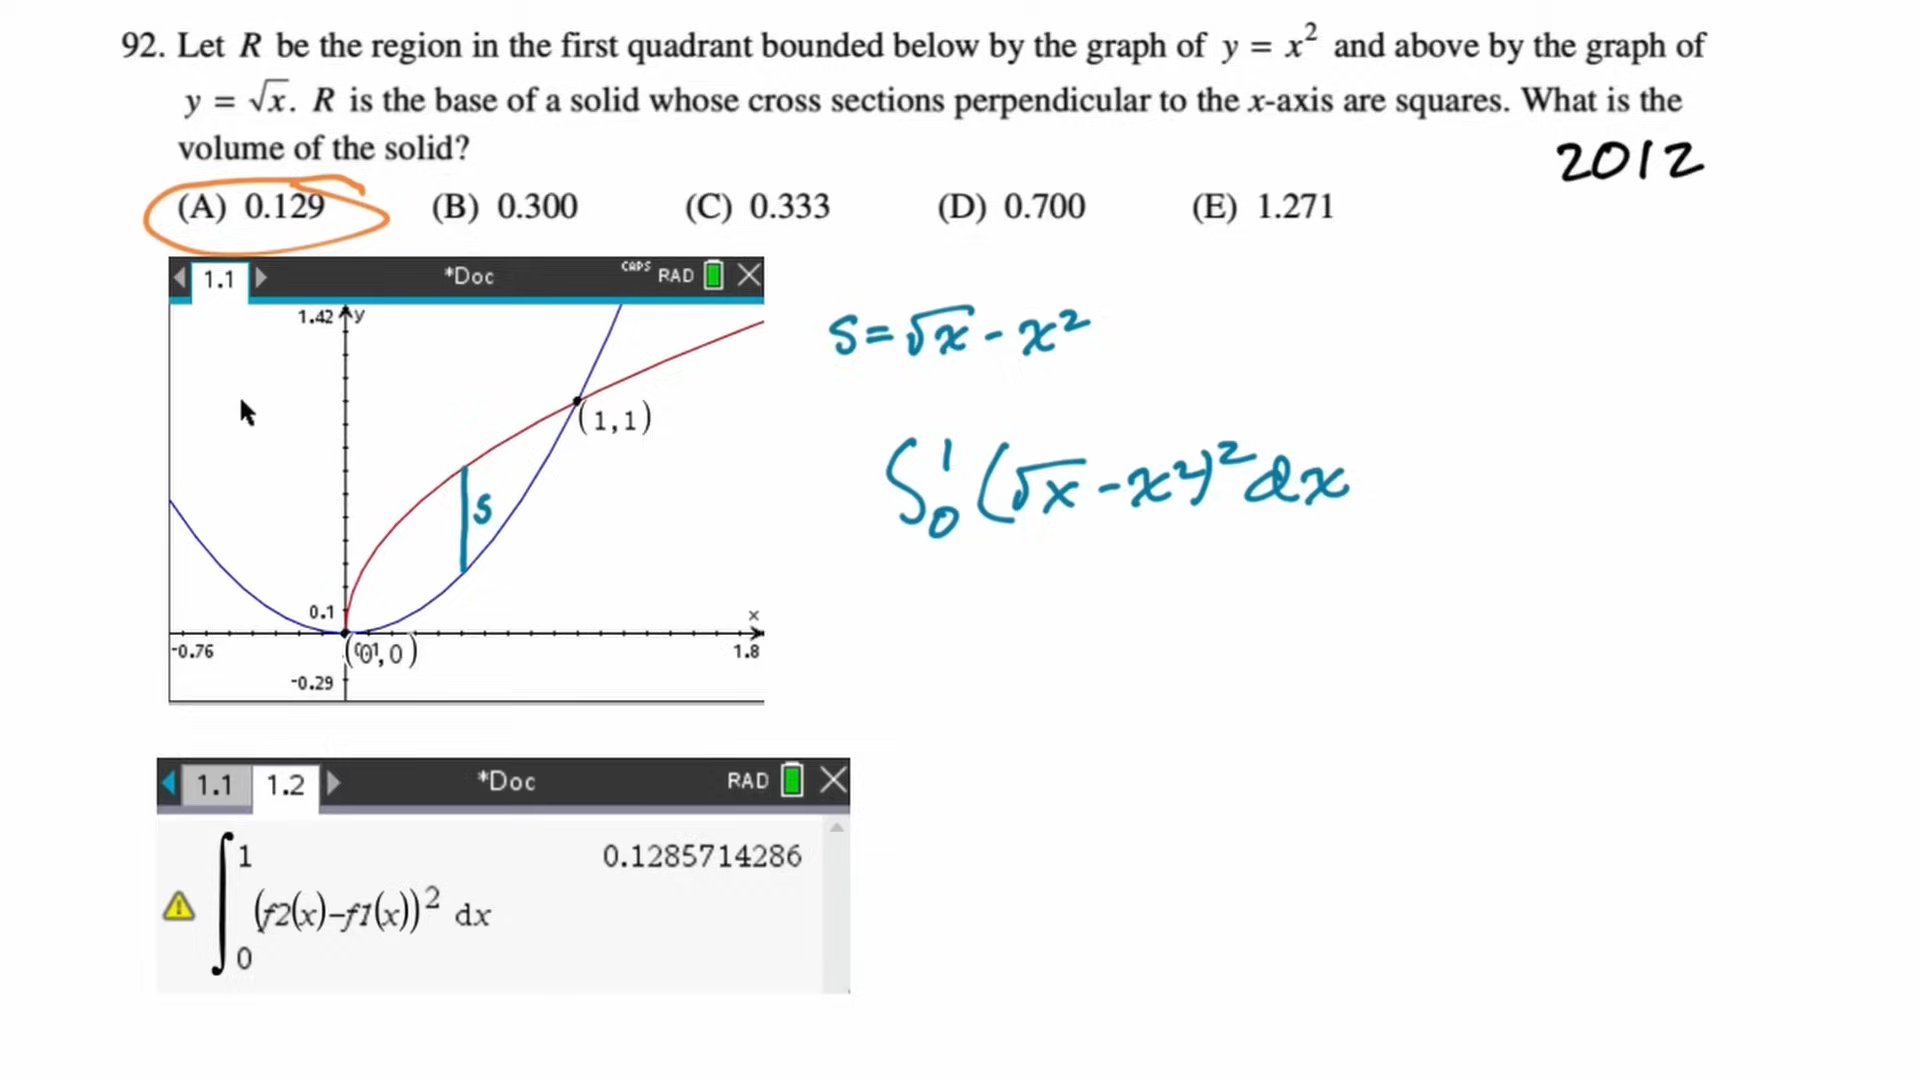 92. Let R be the region in the first quadrant bounded below by the graph of y = x² and above by the graph of
y = √x. R is the base of a solid whose cross sections perpendicular to the x-axis are squares. What is the
volume of the solid?
2012
(A) 0.129 (B) 0.300 (C) 0.333 (D) 0.700 (E) 1.271
1.1 *Doc CAPS RAD
1.42 y
(1,1)
s
0.1
x
-0.76
(0,0)
1.8
-0.29
s = √x - x²
∫₀¹ (√x - x²)² dx
1.1 1.2 *Doc RAD
∫₀¹ (f2(x)-f1(x))² dx 0.1285714286